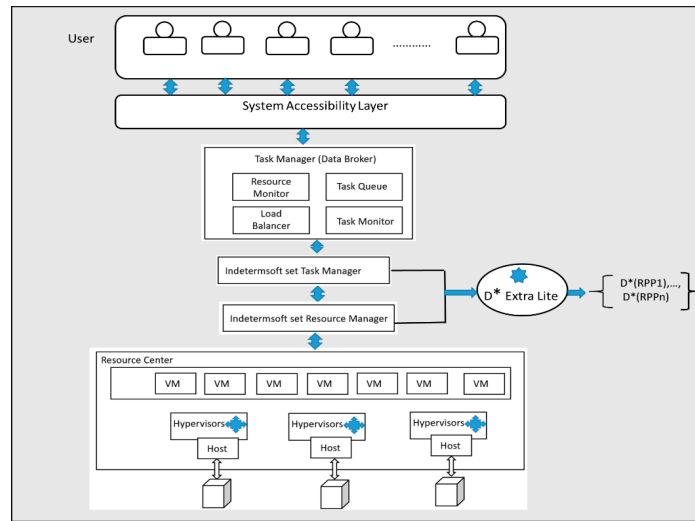 User
............
System Accessibility Layer
Task Manager (Data Broker)
Resource
Monitor
Task Queue
Load
Balancer
Task Monitor
Indetermsoft set Task Manager
D* Extra Lite
D*(RPP1),...,
D*(RPPn)
Indetermsoft set Resource Manager
Resource Center
VM VM VM VM VM VM VM
Hypervisors Hypervisors Hypervisors
Host Host Host